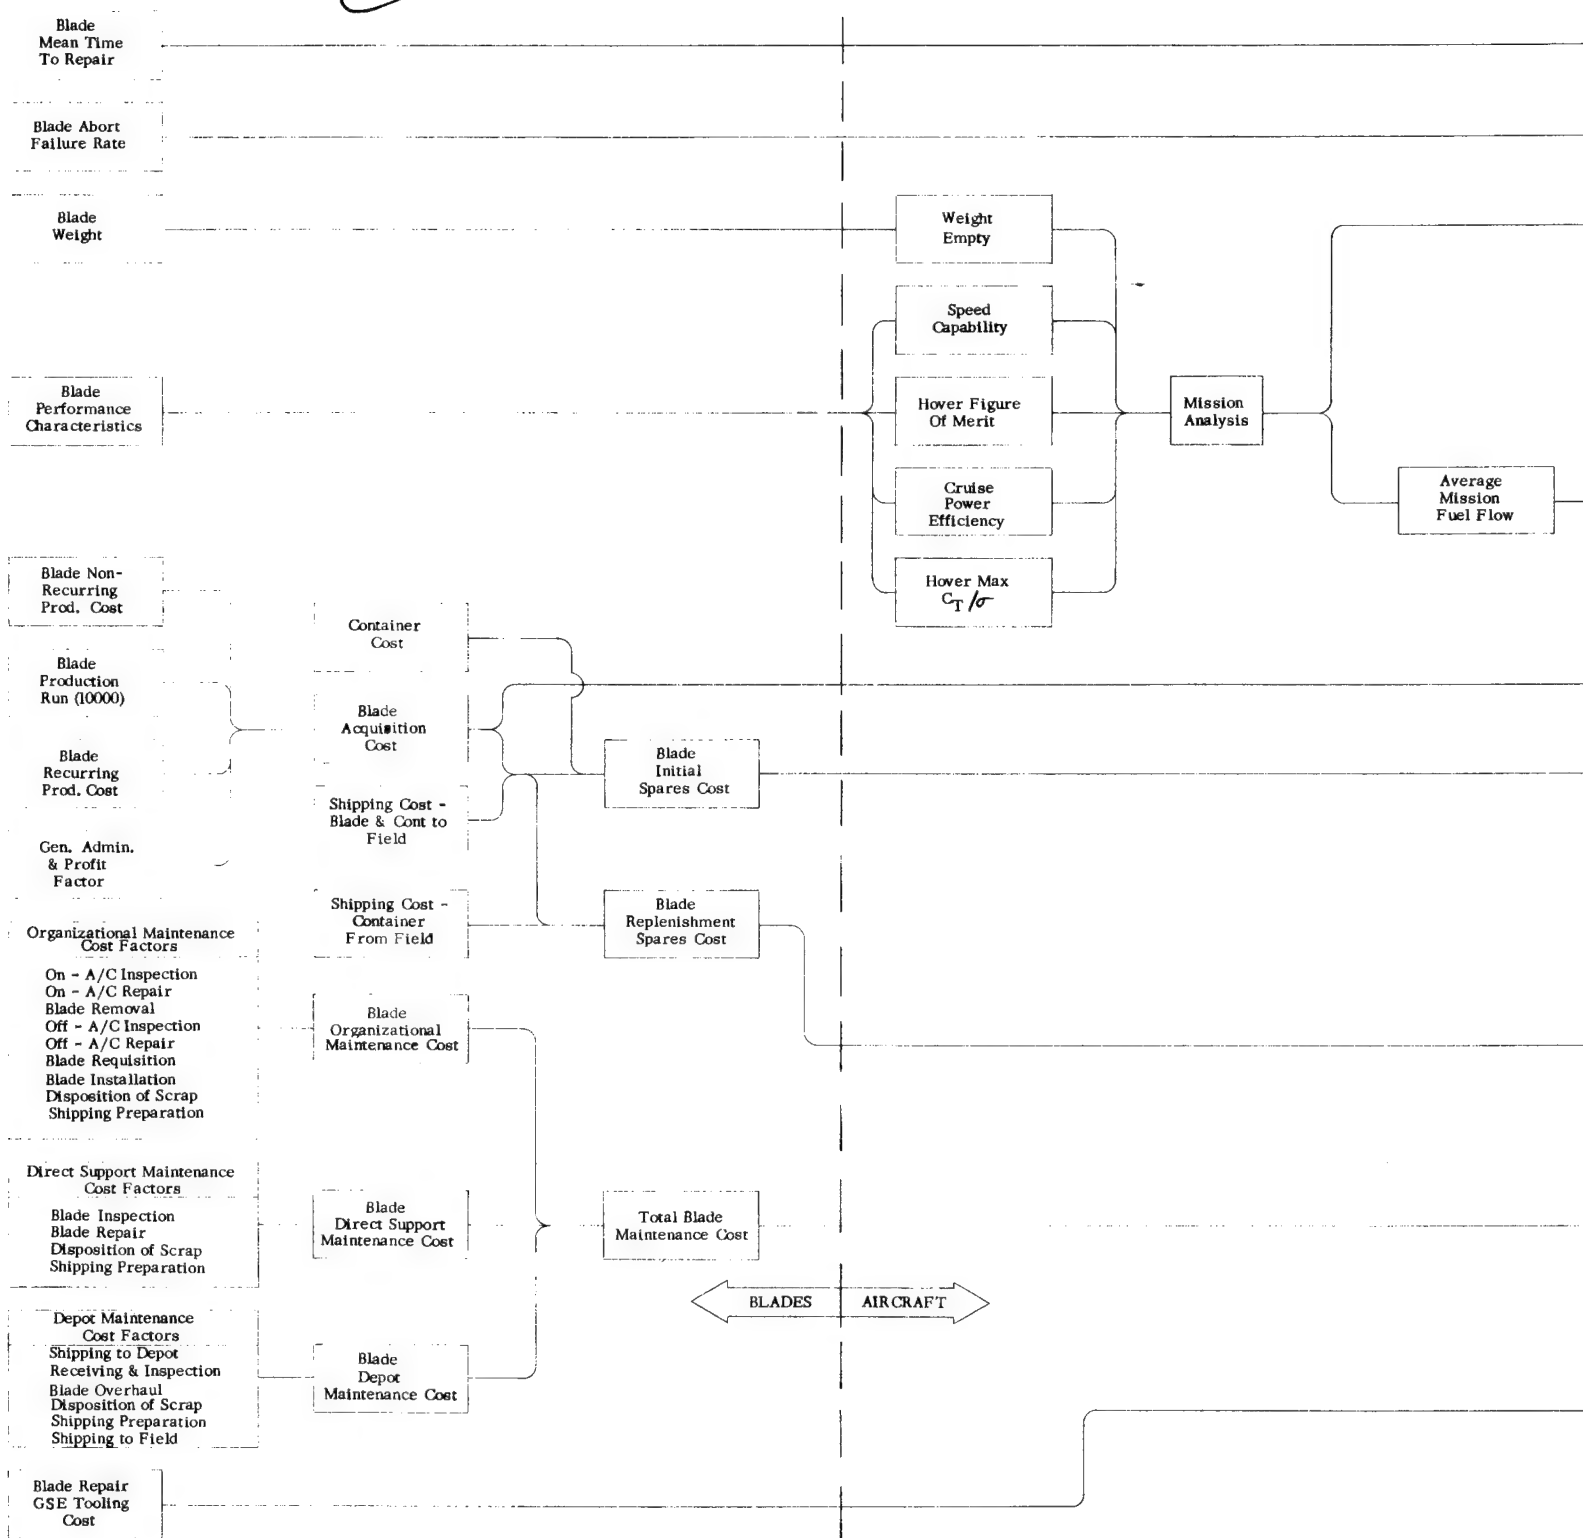 Blade
Mean Time
To Repair
Blade Abort
Failure Rate
Blade
Weight
Weight
Empty
Speed
Capability
Blade
Performance
Characteristics
Hover Figure
Of Merit
Mission
Analysis
Cruise
Power
Efficiency
Average
Mission
Fuel Flow
Hover Max
C_T/σ
Blade Non-
Recurring
Prod. Cost
Container
Cost
Blade
Production
Run (10000)
Blade
Acquisition
Cost
Blade
Recurring
Prod. Cost
Blade
Initial
Spares Cost
Shipping Cost -
Blade & Cont to
Field
Gen. Admin.
& Profit
Factor
Shipping Cost -
Container
From Field
Blade
Replenishment
Spares Cost
Organizational Maintenance
Cost Factors
On - A/C Inspection
On - A/C Repair
Blade Removal
Off - A/C Inspection
Off - A/C Repair
Blade Requisition
Blade Installation
Disposition of Scrap
Shipping Preparation
Blade
Organizational
Maintenance Cost
Direct Support Maintenance
Cost Factors
Blade Inspection
Blade Repair
Disposition of Scrap
Shipping Preparation
Blade
Direct Support
Maintenance Cost
Total Blade
Maintenance Cost
BLADES
AIRCRAFT
Depot Maintenance
Cost Factors
Shipping to Depot
Receiving & Inspection
Blade Overhaul
Disposition of Scrap
Shipping Preparation
Shipping to Field
Blade
Depot
Maintenance Cost
Blade Repair
GSE Tooling
Cost